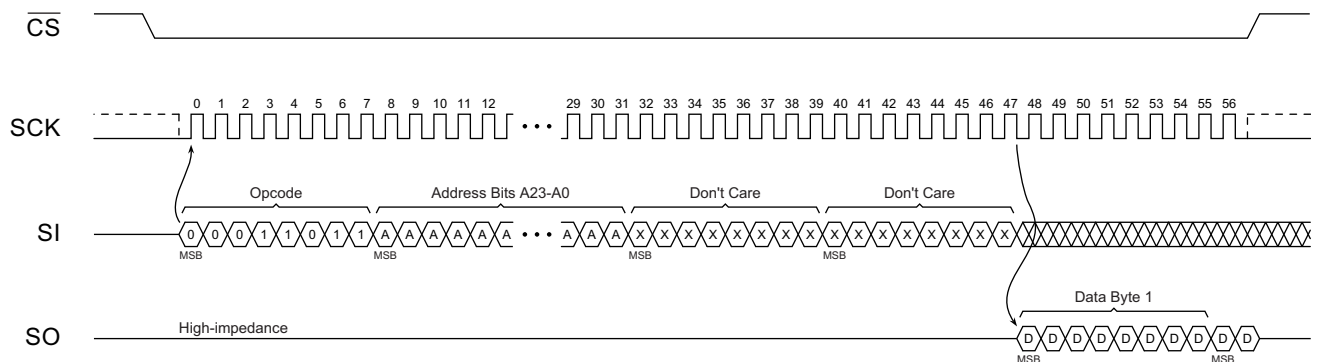 CS
0 1 2 3 4 5 6 7 8 9 10 11 12 29 30 31 32 33 34 35 36 37 38 39 40 41 42 43 44 45 46 47 48 49 50 51 52 53 54 55 56
SCK •••
Opcode Address Bits A23-A0 Don't Care Don't Care
SI 0 0 0 1 1 0 1 1 A A A A A A ••• A A A X X X X X X X X X X X X X X X X
MSB MSB MSB MSB
Data Byte 1
High-impedance
SO D D D D D D D D D D
MSB MSB